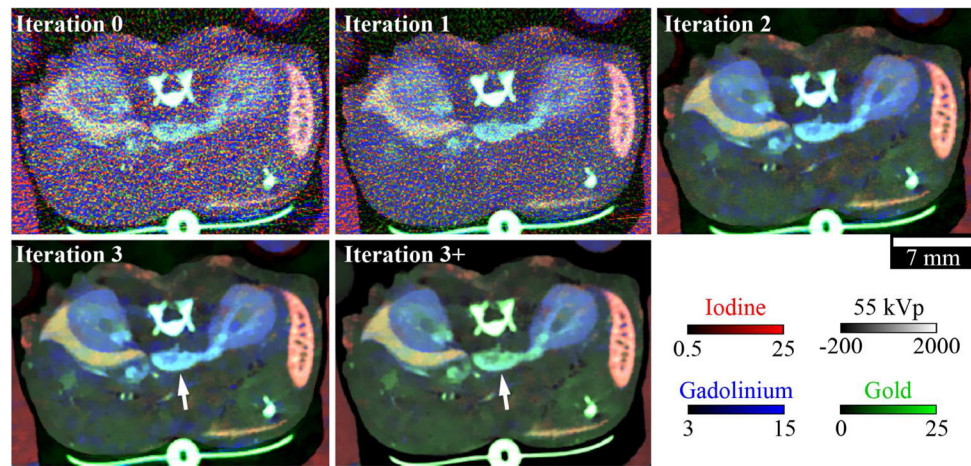 Iteration 0
Iteration 1
Iteration 2
Iteration 3
Iteration 3+
7 mm
Iodine
0.5 25
55 kVp
-200 2000
Gadolinium
3 15
Gold
0 25